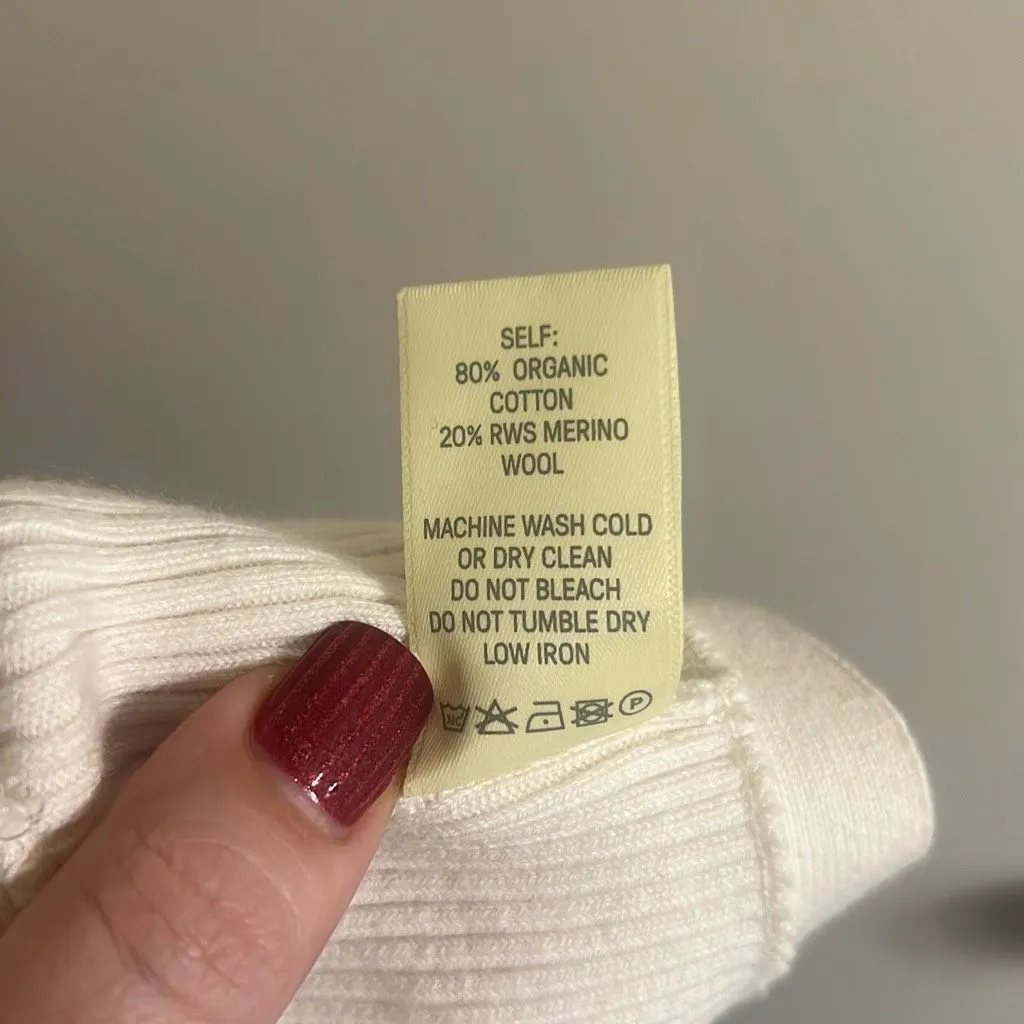 SELF:
80% ORGANIC
COTTON
20% RWS MERINO
WOOL
MACHINE WASH COLD
OR DRY CLEAN
DO NOT BLEACH
DO NOT TUMBLE DRY
LOW IRON
P